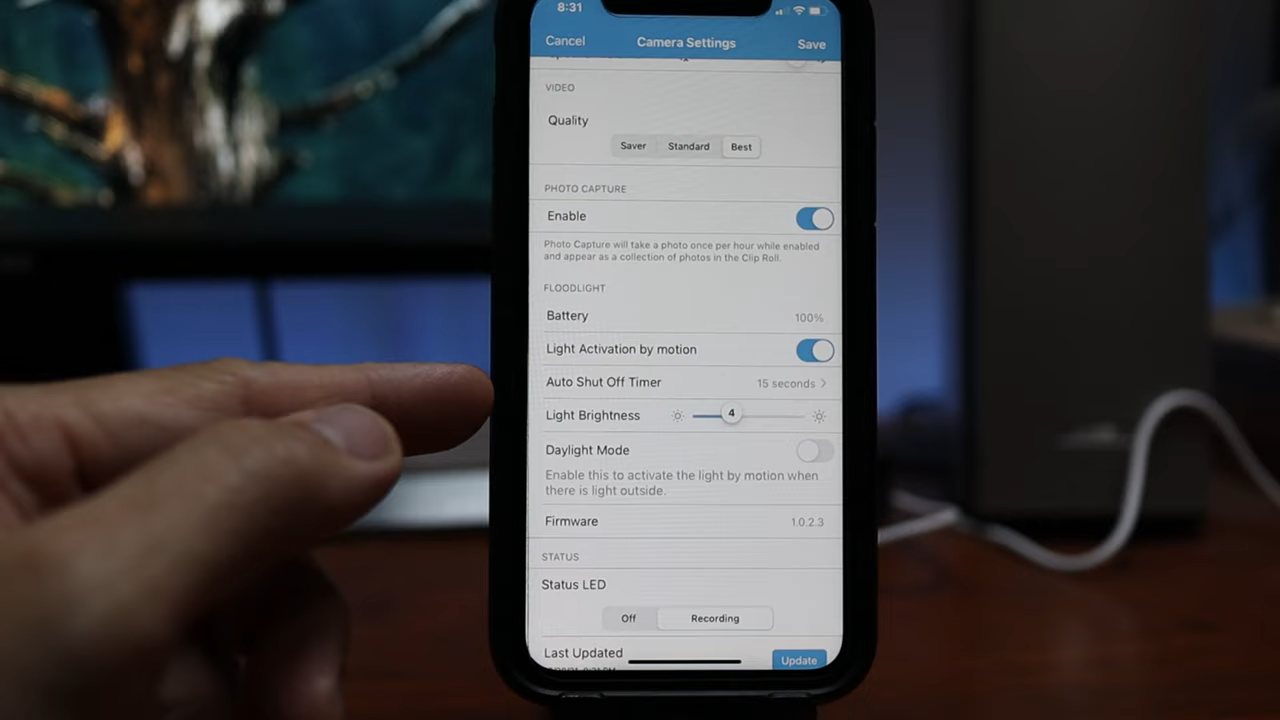 8:31
Cancel Camera Settings Save
VIDEO
Quality
Saver Standard Best
PHOTO CAPTURE
Enable
Photo Capture will take a photo once per hour while enabled
and appear as a collection of photos in the Clip Roll.
FLOODLIGHT
Battery 100%
Light Activation by motion
Auto Shut Off Timer 15 seconds
Light Brightness 4
Daylight Mode
Enable this to activate the light by motion when
there is light outside.
Firmware 1.0.2.3
STATUS
Status LED
Off Recording
Last Updated Update